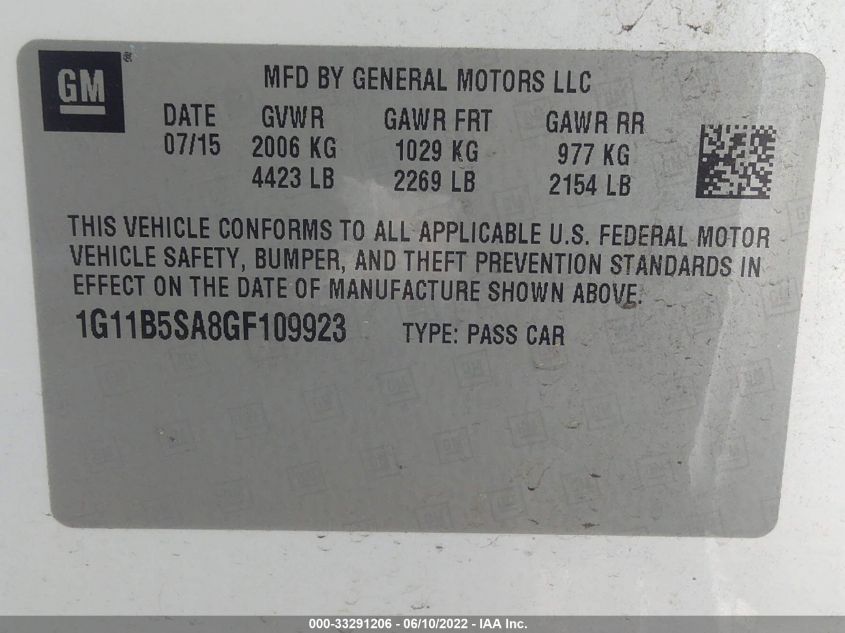 GM ®
MFD BY GENERAL MOTORS LLC
DATE GVWR GAWR FRT GAWR RR
07/15 2006 KG 1029 KG 977 KG
4423 LB 2269 LB 2154 LB
THIS VEHICLE CONFORMS TO ALL APPLICABLE U.S. FEDERAL MOTOR
VEHICLE SAFETY, BUMPER, AND THEFT PREVENTION STANDARDS IN
EFFECT ON THE DATE OF MANUFACTURE SHOWN ABOVE.
1G11B5SA8GF109923 TYPE: PASS CAR
000-33291206 - 06/10/2022 - IAA Inc.